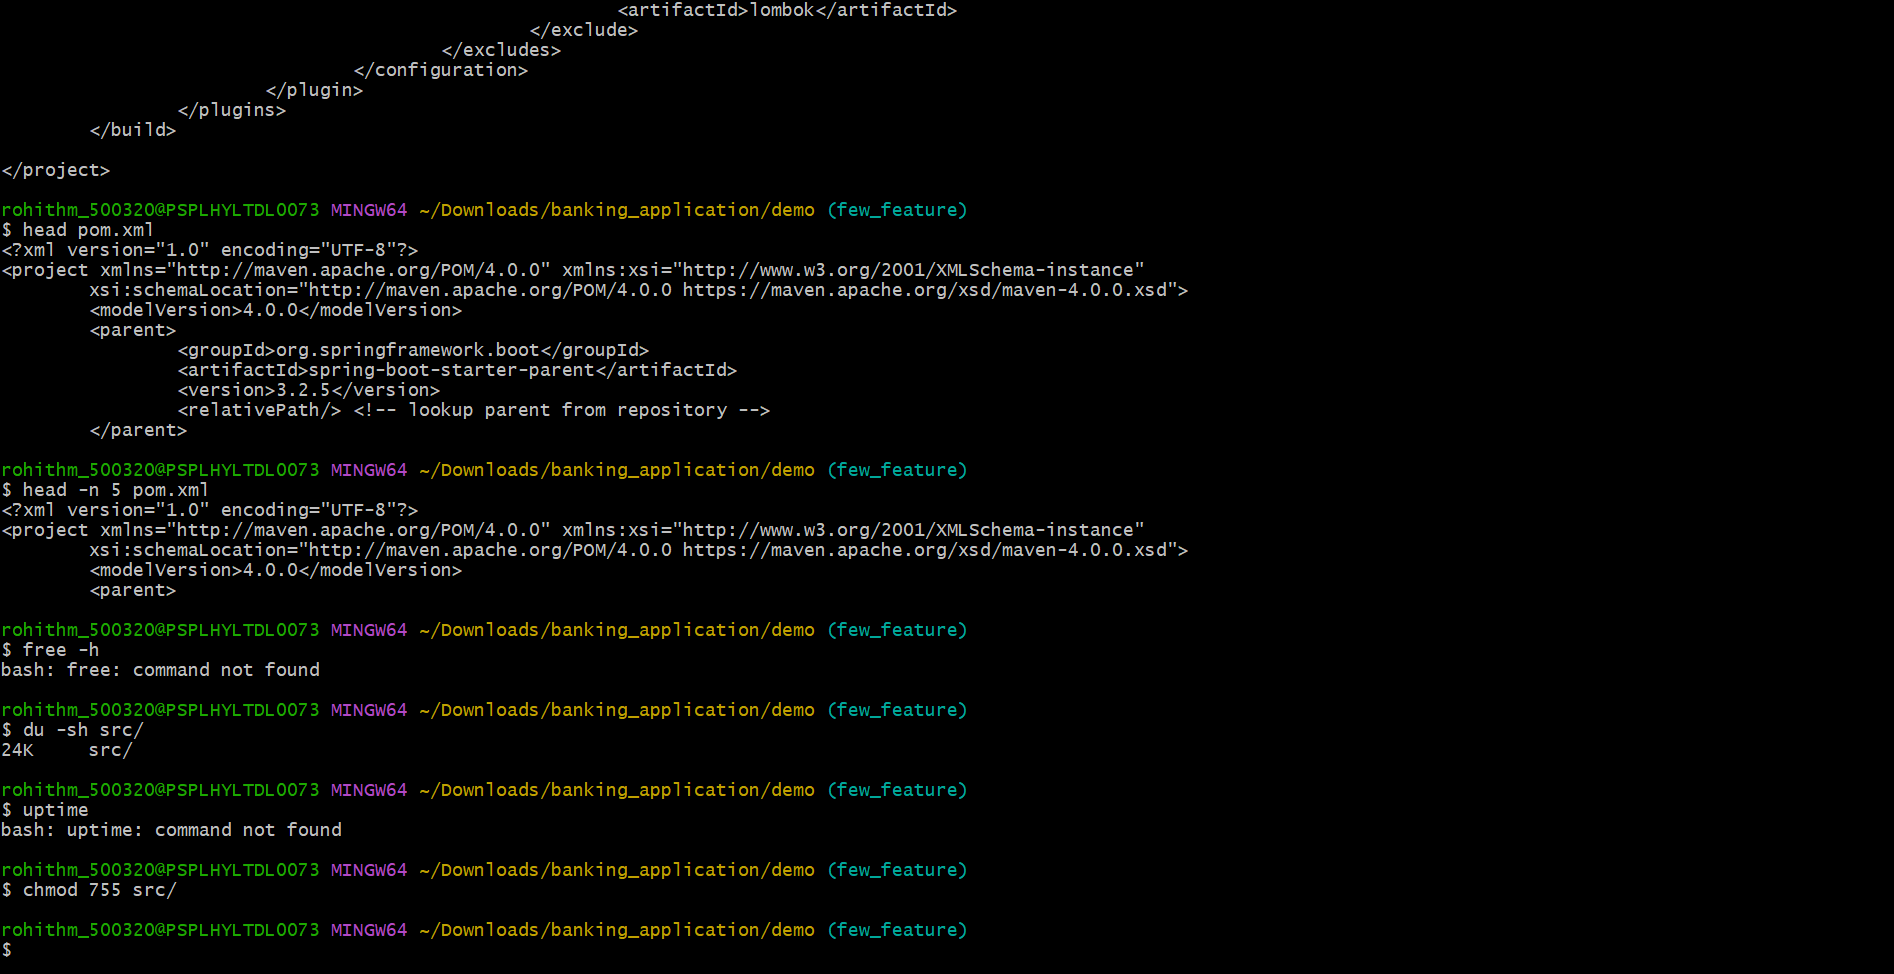 <artifactId>lombok</artifactId>
</exclude>
</excludes>
</configuration>
</plugin>
</plugins>
</build>
</project>
rohithm_500320@PSPLHYLTDL0073 MINGW64 ~/Downloads/banking_application/demo (few_feature)
$ head pom.xml
<?xml version="1.0" encoding="UTF-8"?>
<project xmlns="http://maven.apache.org/POM/4.0.0" xmlns:xsi="http://www.w3.org/2001/XMLSchema-instance"
xsi:schemaLocation="http://maven.apache.org/POM/4.0.0 https://maven.apache.org/xsd/maven-4.0.0.xsd">
<modelVersion>4.0.0</modelVersion>
<parent>
<groupId>org.springframework.boot</groupId>
<artifactId>spring-boot-starter-parent</artifactId>
<version>3.2.5</version>
<relativePath/> <!-- lookup parent from repository -->
</parent>
rohithm_500320@PSPLHYLTDL0073 MINGW64 ~/Downloads/banking_application/demo (few_feature)
$ head -n 5 pom.xml
<?xml version="1.0" encoding="UTF-8"?>
<project xmlns="http://maven.apache.org/POM/4.0.0" xmlns:xsi="http://www.w3.org/2001/XMLSchema-instance"
xsi:schemaLocation="http://maven.apache.org/POM/4.0.0 https://maven.apache.org/xsd/maven-4.0.0.xsd">
<modelVersion>4.0.0</modelVersion>
<parent>
rohithm_500320@PSPLHYLTDL0073 MINGW64 ~/Downloads/banking_application/demo (few_feature)
$ free -h
bash: free: command not found
rohithm_500320@PSPLHYLTDL0073 MINGW64 ~/Downloads/banking_application/demo (few_feature)
$ du -sh src/
24K     src/
rohithm_500320@PSPLHYLTDL0073 MINGW64 ~/Downloads/banking_application/demo (few_feature)
$ uptime
bash: uptime: command not found
rohithm_500320@PSPLHYLTDL0073 MINGW64 ~/Downloads/banking_application/demo (few_feature)
$ chmod 755 src/
rohithm_500320@PSPLHYLTDL0073 MINGW64 ~/Downloads/banking_application/demo (few_feature)
$